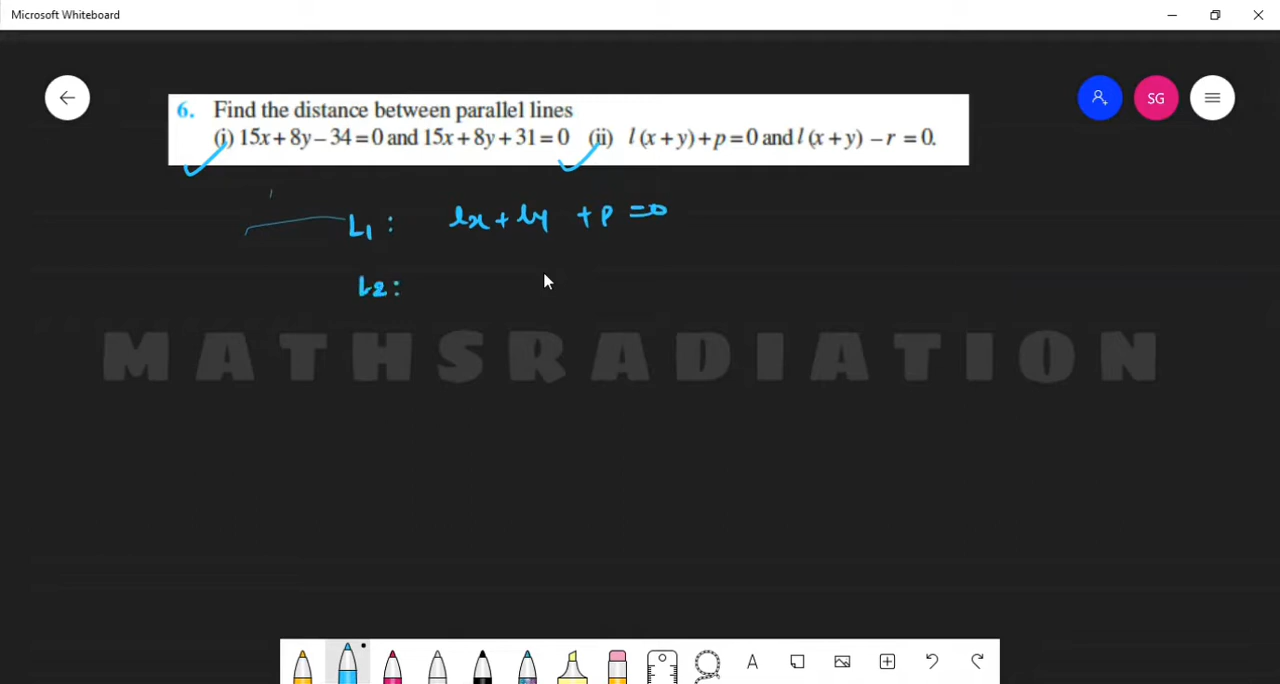 Microsoft Whiteboard
SG
6. Find the distance between parallel lines
(i) 15x + 8y – 34 = 0 and 15x + 8y + 31 = 0 (ii) l (x + y) + p = 0 and l (x + y) – r = 0.
L₁ : lx + ly + p = 0
L2 :
MATHSRADIATION
A